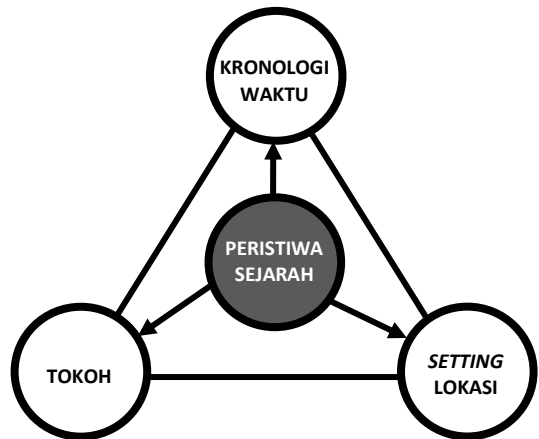 KRONOLOGI
WAKTU
PERISTIWA
SEJARAH
TOKOH
SETTING
LOKASI